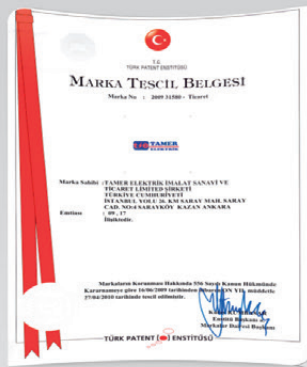 T.C.
TÜRK PATENT ENSTİTÜSÜ
MARKA TESCİL BELGESİ
Marka No : 2009 31580 - Ticaret
TAMER
ELEKTRİK
Marka Sahibi : TAMER ELEKTRİK İMALAT SANAYİ VE
TİCARET LİMİTED ŞİRKETİ
TÜRKİYE CUMHURİYETİ
İSTANBUL YOLU 26. KM SARAY MAH. SARAY
CAD. NO:4 SARAYKÖY KAZAN ANKARA
Emtiası : 09 , 17
İliktedir.
Markaların Korunması Hakkında 556 Sayılı Kanun Hükmünde
Kararnameye göre 16/06/2009 tarihinden itibaren ON YIL müddetle
27/04/2010 tarihinde tescil edilmiştir.
Enstitü Başkanı a.
Markalar Dairesi Başkanı
TÜRK PATENT ENSTİTÜSÜ